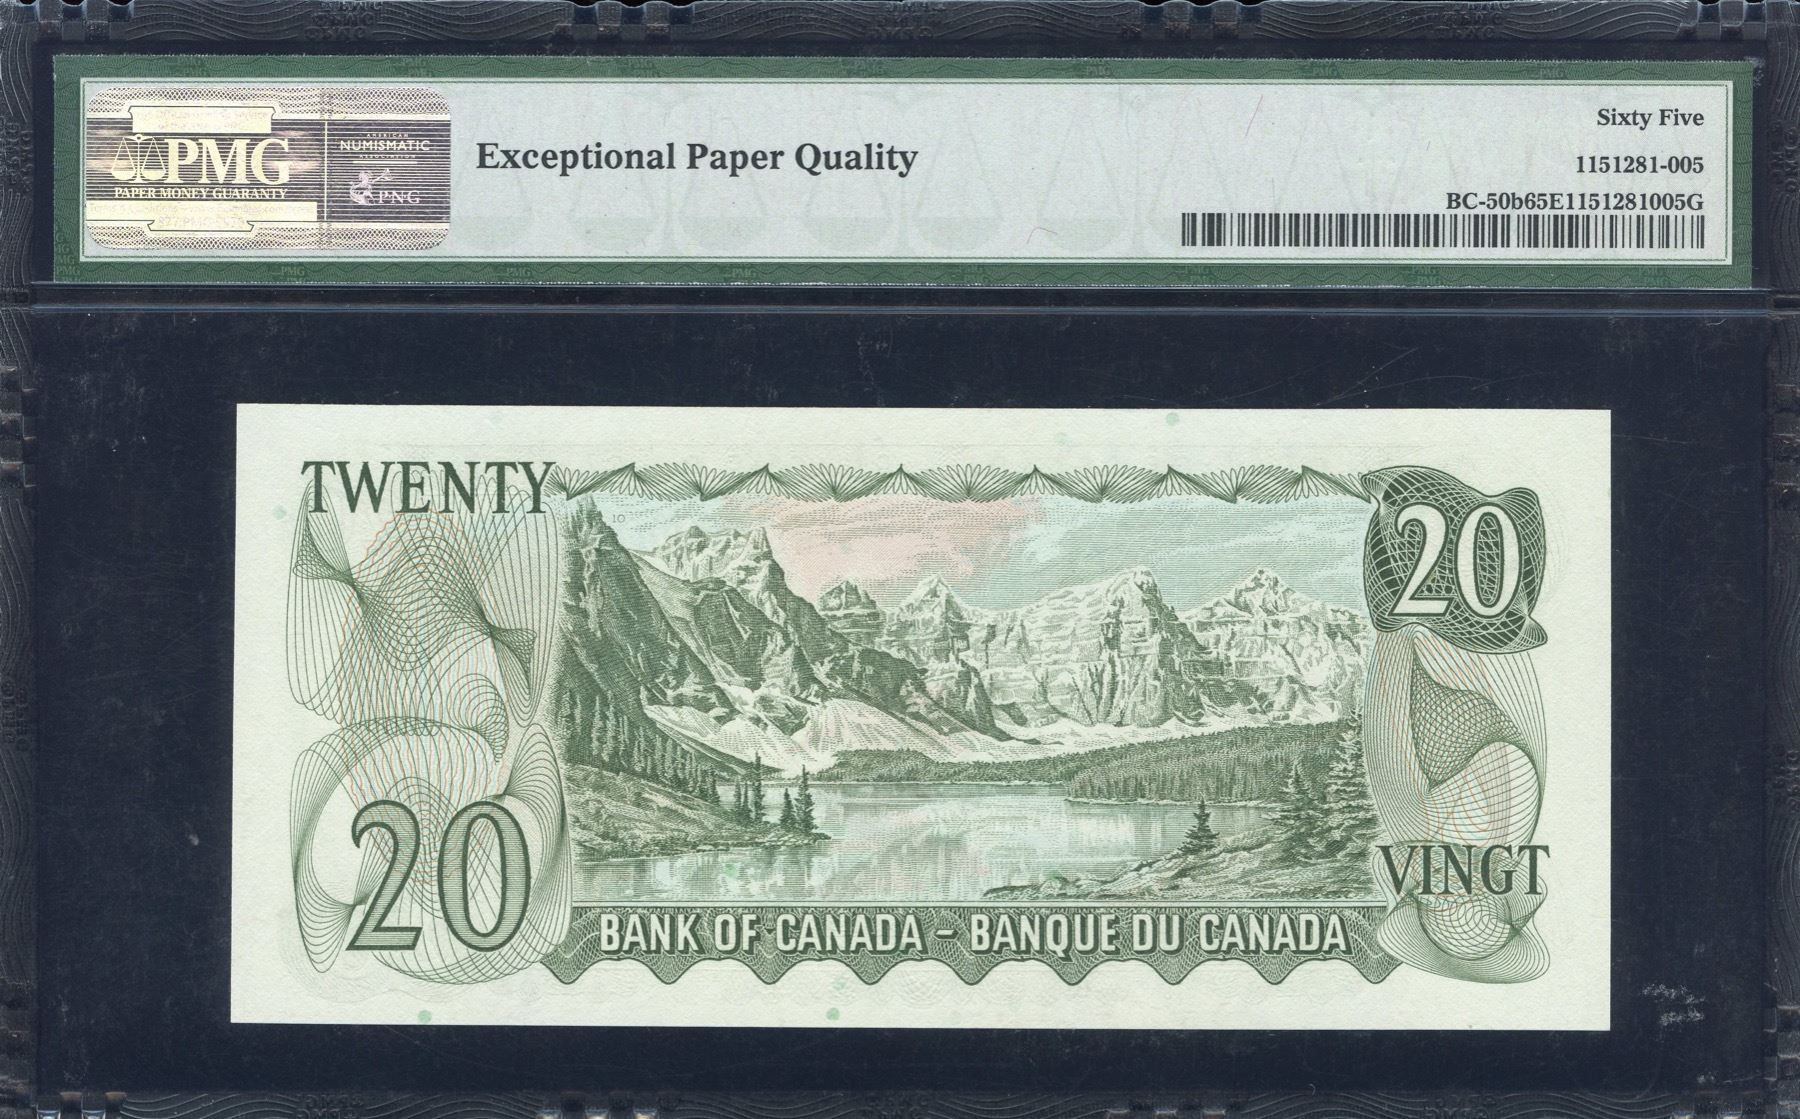 PMG
PAPER MONEY GUARANTY
AMERICAN
NUMISMATIC
ASSOCIATION
PNG
Exceptional Paper Quality
Sixty Five
1151281-005
BC-50b65E1151281005G
TWENTY
10
20
20
VINGT
BANK OF CANADA - BANQUE DU CANADA